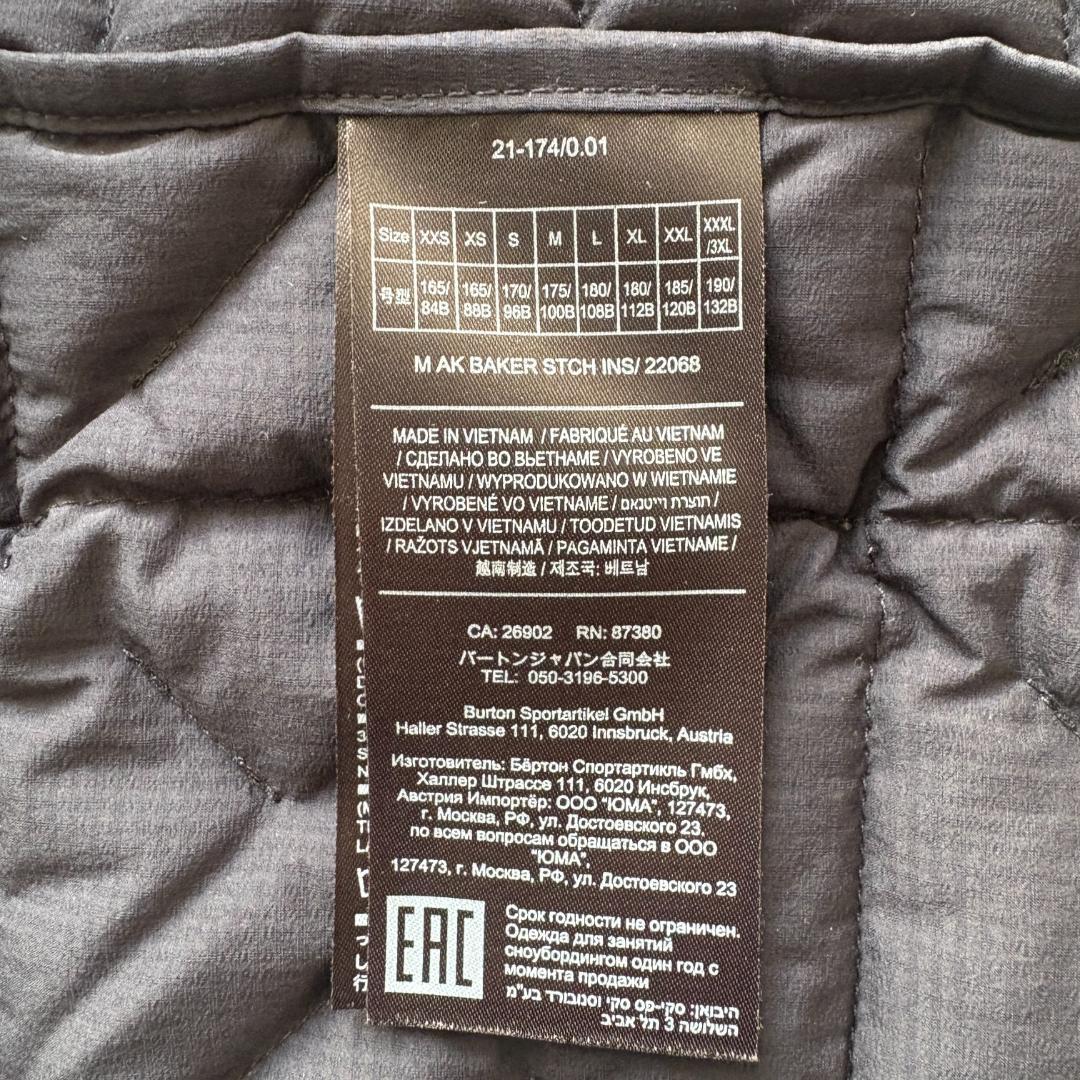 21-174/0.01
Size XXS XS S M L XL XXL XXXL/3XL
号型 165/84B 165/88B 170/96B 175/100B 180/108B 180/112B 185/120B 190/132B
M AK BAKER STCH INS/ 22068
MADE IN VIETNAM / FABRIQUÉ AU VIETNAM
/ СДЕЛАНО ВО ВЬЕТНАМЕ / VYROBENO VE
VIETNAMU / WYPRODUKOWANO W WIETNAMIE
/ VYROBENÉ VO VIETNAME / תוצרת וייטנאם /
IZDELANO V VIETNAMU / TOODETUD VIETNAMIS
/ RAŽOTS VJETNAMĀ / PAGAMINTA VIETNAME /
越南制造 / 제조국: 베트남
CA: 26902 RN: 87380
バートンジャパン合同会社
TEL: 050-3196-5300
Burton Sportartikel GmbH
Haller Strasse 111, 6020 Innsbruck, Austria
Изготовитель: Бёртон Спортартикль Гмбх,
Халлер Штрассе 111, 6020 Инсбрук,
Австрия Импортёр: ООО "ЮМА", 127473,
г. Москва, РФ, ул. Достоевского 23,
по всем вопросам обращаться в ООО
"ЮМА",
127473, г. Москва, РФ, ул. Достоевского 23
EAC
Срок годности не ограничен.
Одежда для занятий
сноубордингом один год с
момента продажи
היבואן: סקי-פס סקי וסנובורד בע"מ
השלושה 3 תל אביב